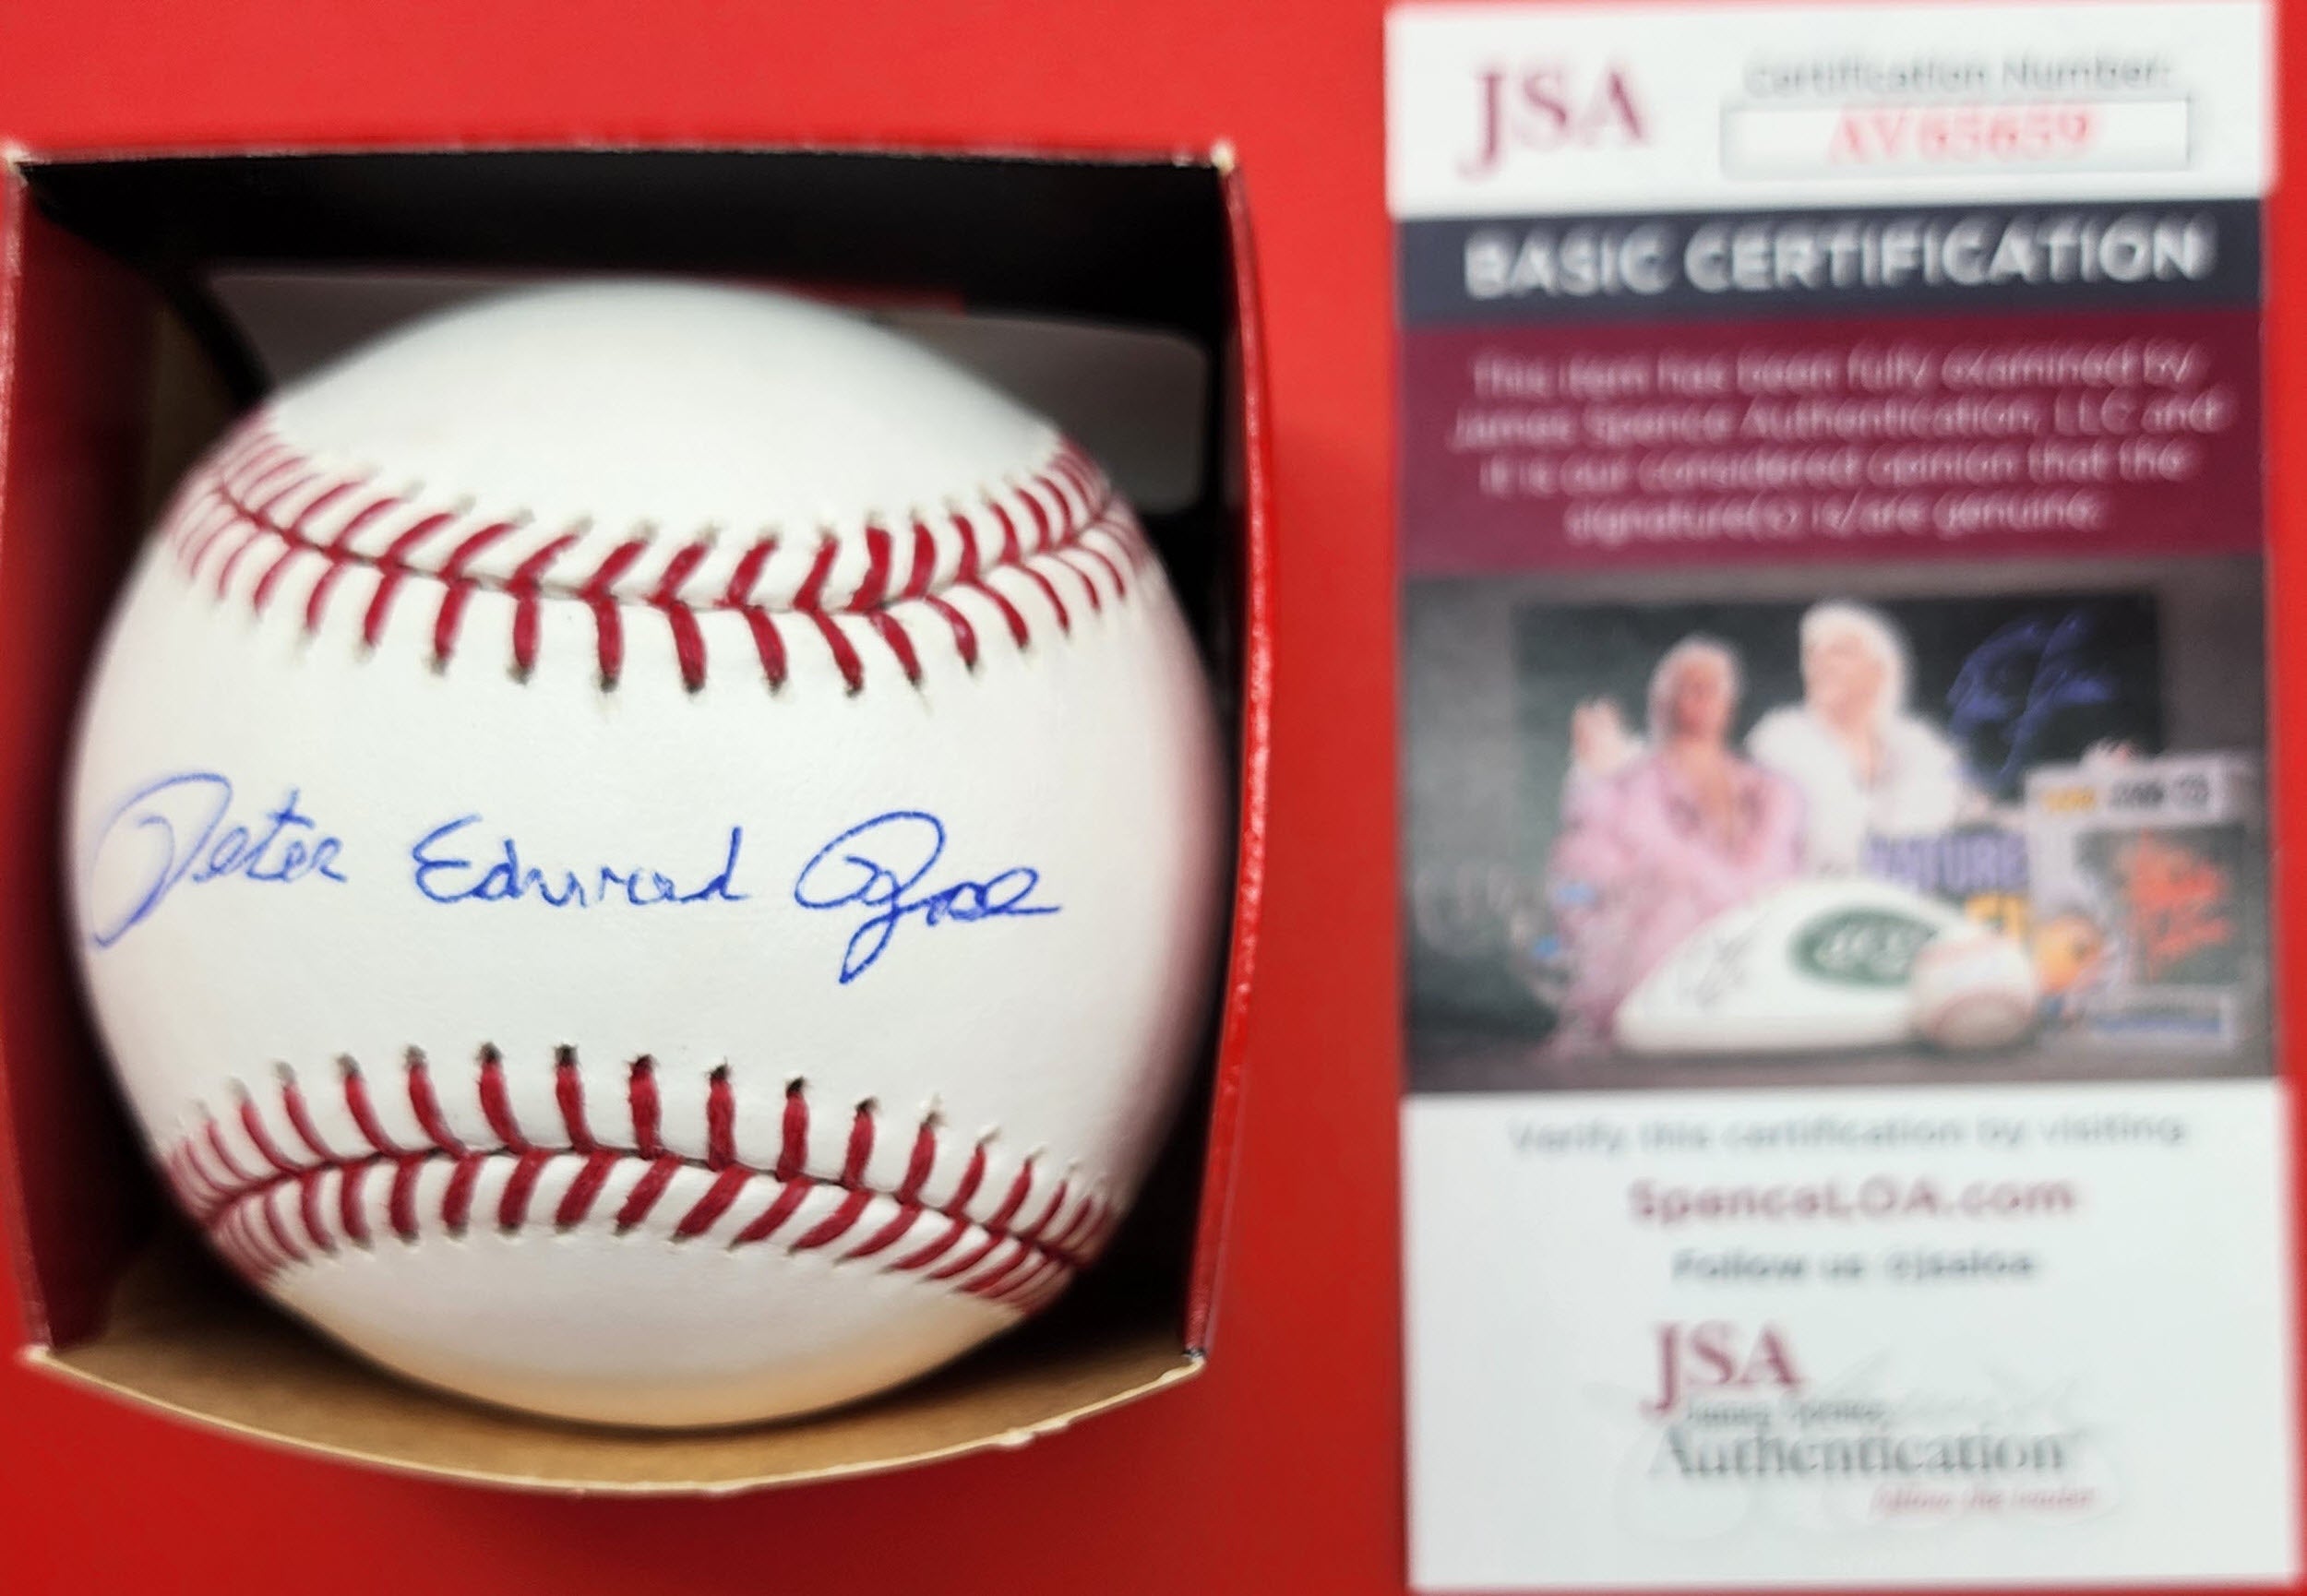 Peter Edward Rose
JSA
Certification Number:
AV65659
BASIC CERTIFICATION
This item has been fully examined by
James Spence Authentication, LLC and
it is our considered opinion that the
signature(s) is/are genuine.
Verify this certification by visiting
SpenceLOA.com
Follow us @jsaloa
JSA
James Spence
Authentication